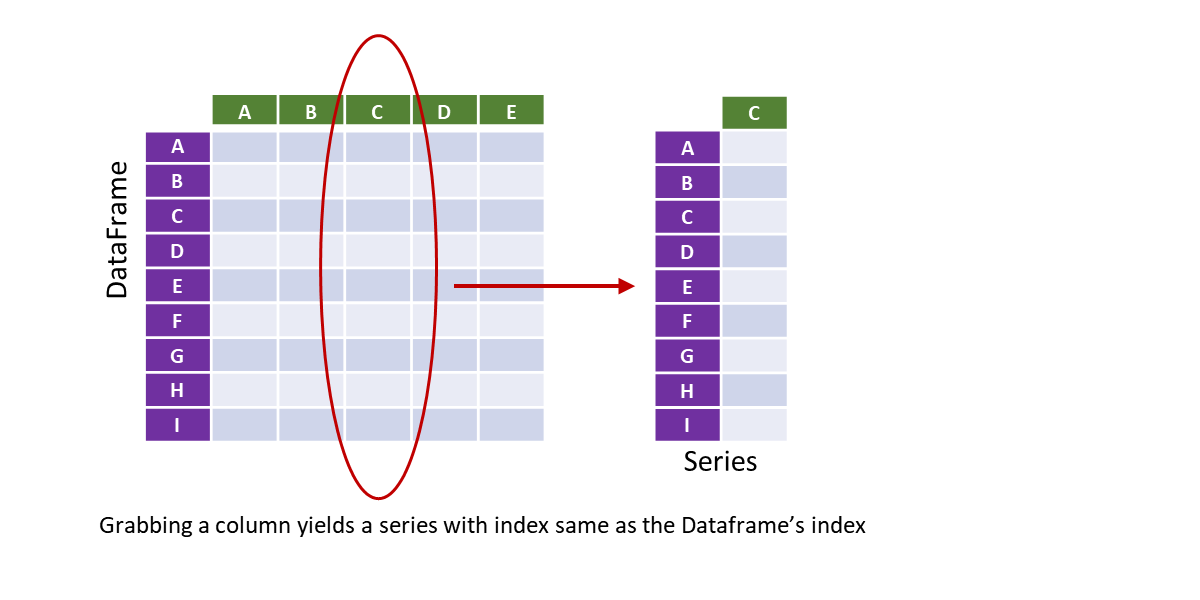 A B C D E
C
DataFrame
A
B
C
D
E
F
G
H
I
A
B
C
D
E
F
G
H
I
Series
Grabbing a column yields a series with index same as the Dataframe’s index